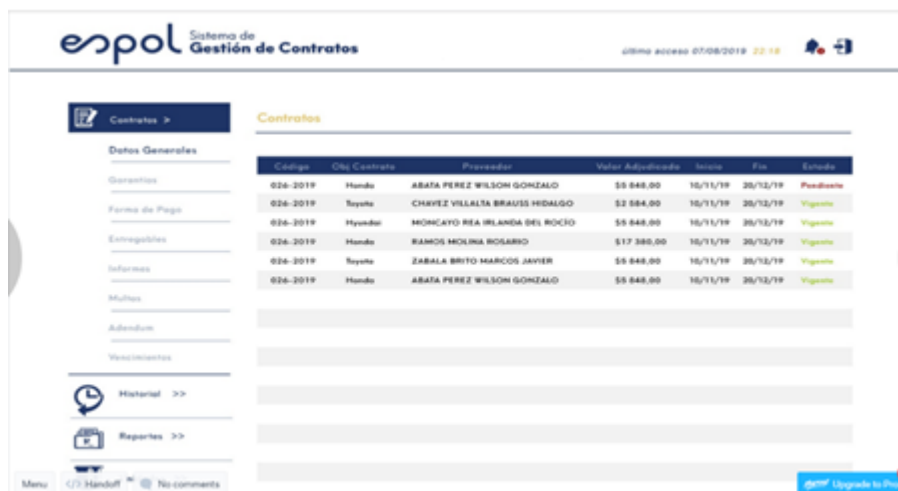 espol Sistema de Gestión de Contratos
último acceso 07/08/2019 22:18
Contratos >
Datos Generales
Garantías
Forma de Pago
Entregables
Informes
Multas
Adendum
Vencimientos
Historial >>
Reportes >>
Contratos
Código Obj Contrato Proveedor Valor Adjudicado Inicio Fin Estado
026-2019 Honda ABATA PEREZ WILSON GONZALO $5 848,00 10/11/19 20/12/19 Pendiente
026-2019 Toyota CHAVEZ VILLALTA BRAUSS HIDALGO $2 584,00 10/11/19 20/12/19 Vigente
026-2019 Hyundai MONCAYO REA IRLANDA DEL ROCÍO $5 848,00 10/11/19 20/12/19 Vigente
026-2019 Honda RAMOS MOLINA ROSARIO $17 380,00 10/11/19 20/12/19 Vigente
026-2019 Toyota ZABALA BRITO MARCOS JAVIER $5 848,00 10/11/19 20/12/19 Vigente
026-2019 Honda ABATA PEREZ WILSON GONZALO $5 848,00 10/11/19 20/12/19 Vigente
Menu </> Handoff No comments
Upgrade to Pro